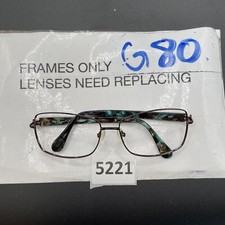 G80
FRAMES ONLY
LENSES NEED REPLACING
5221